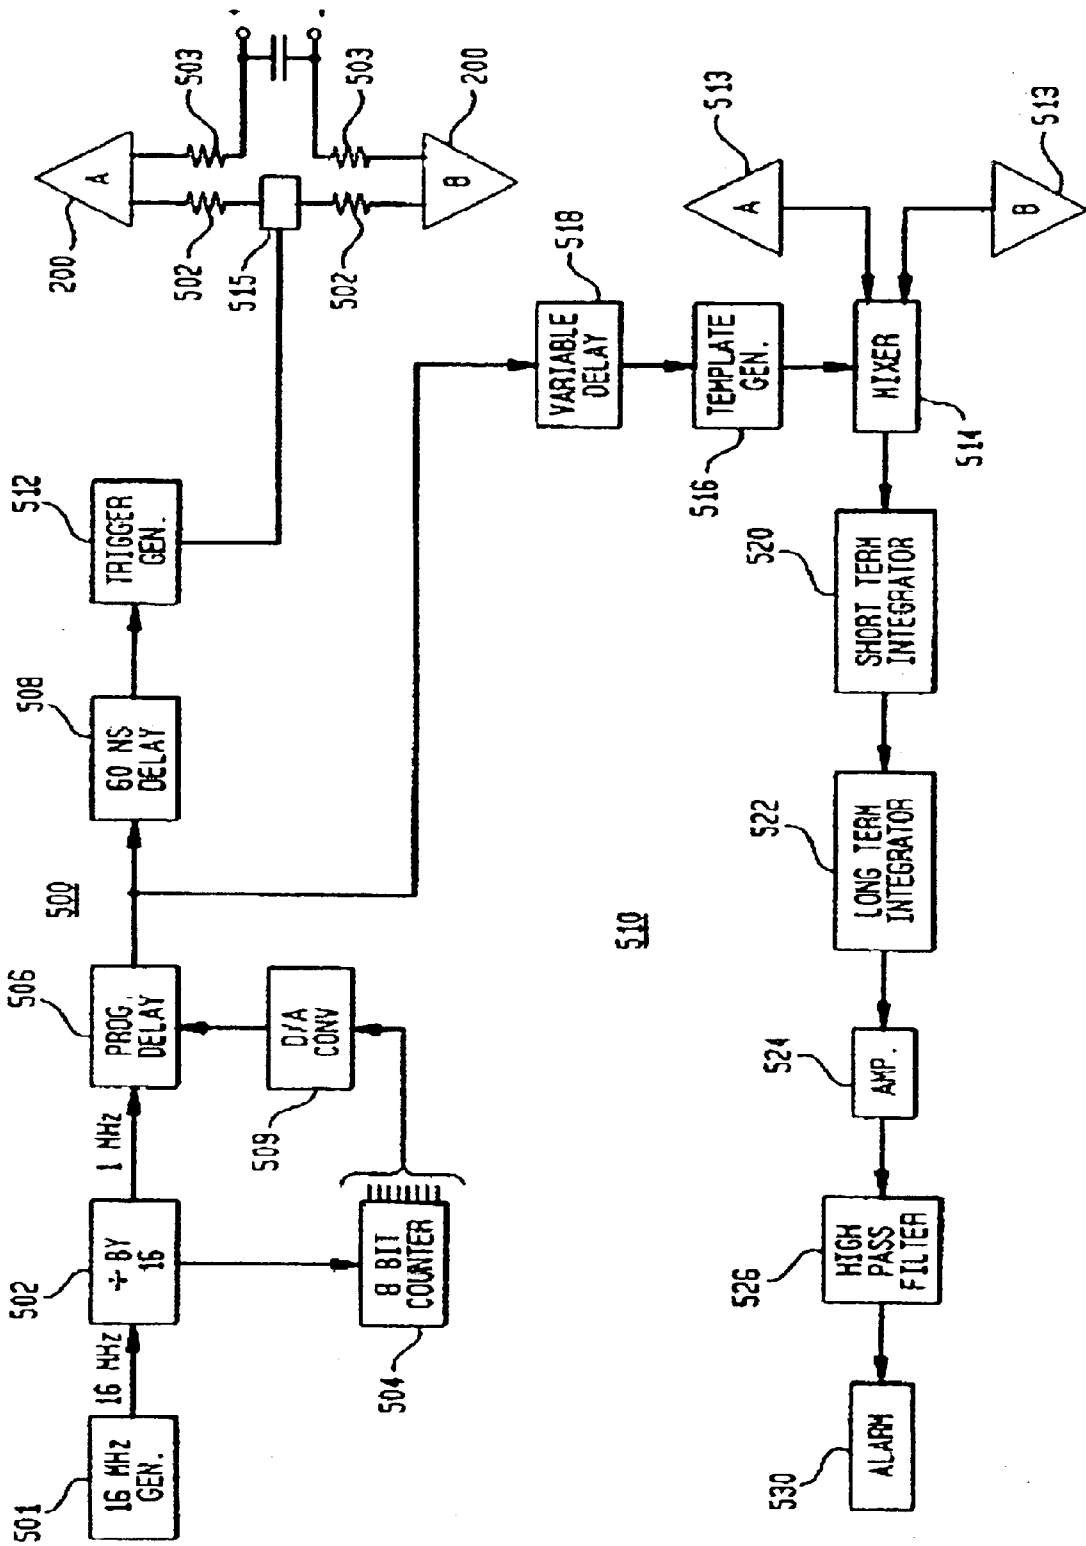 501
16 MHz
GEN.
16 MHz
502
÷ BY
16
1 MHz
506
PROG.
DELAY
500
508
60 NS
DELAY
512
TRIGGER
GEN.
504
8 BIT
COUNTER
509
D/A
CONV
200
A
502
503
515
502
503
B
200
518
VARIABLE
DELAY
516
TEMPLATE
GEN.
513
A
513
B
MIXER
514
510
520
SHORT TERM
INTEGRATOR
522
LONG TERM
INTEGRATOR
524
AMP.
526
HIGH
PASS
FILTER
530
ALARM